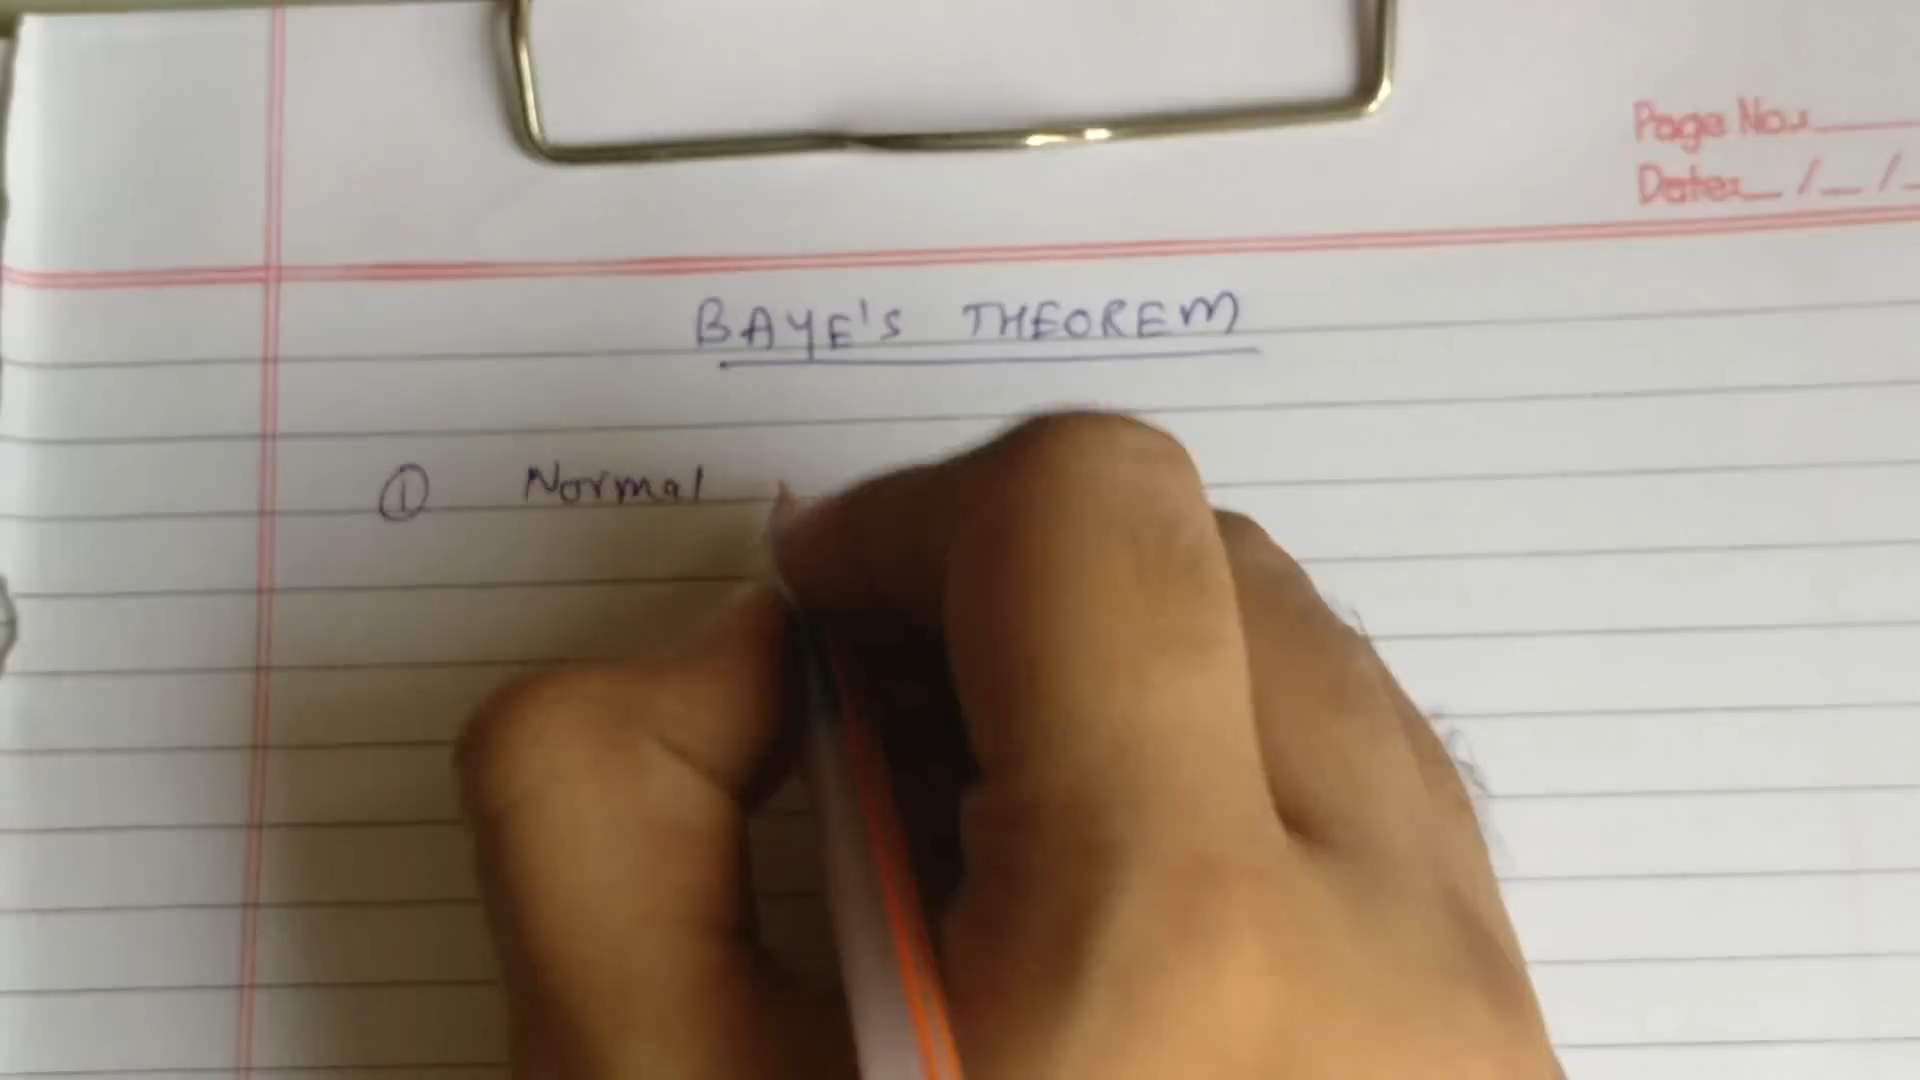 Page No.:
Date: / /
BAYE'S THEOREM
① Normal